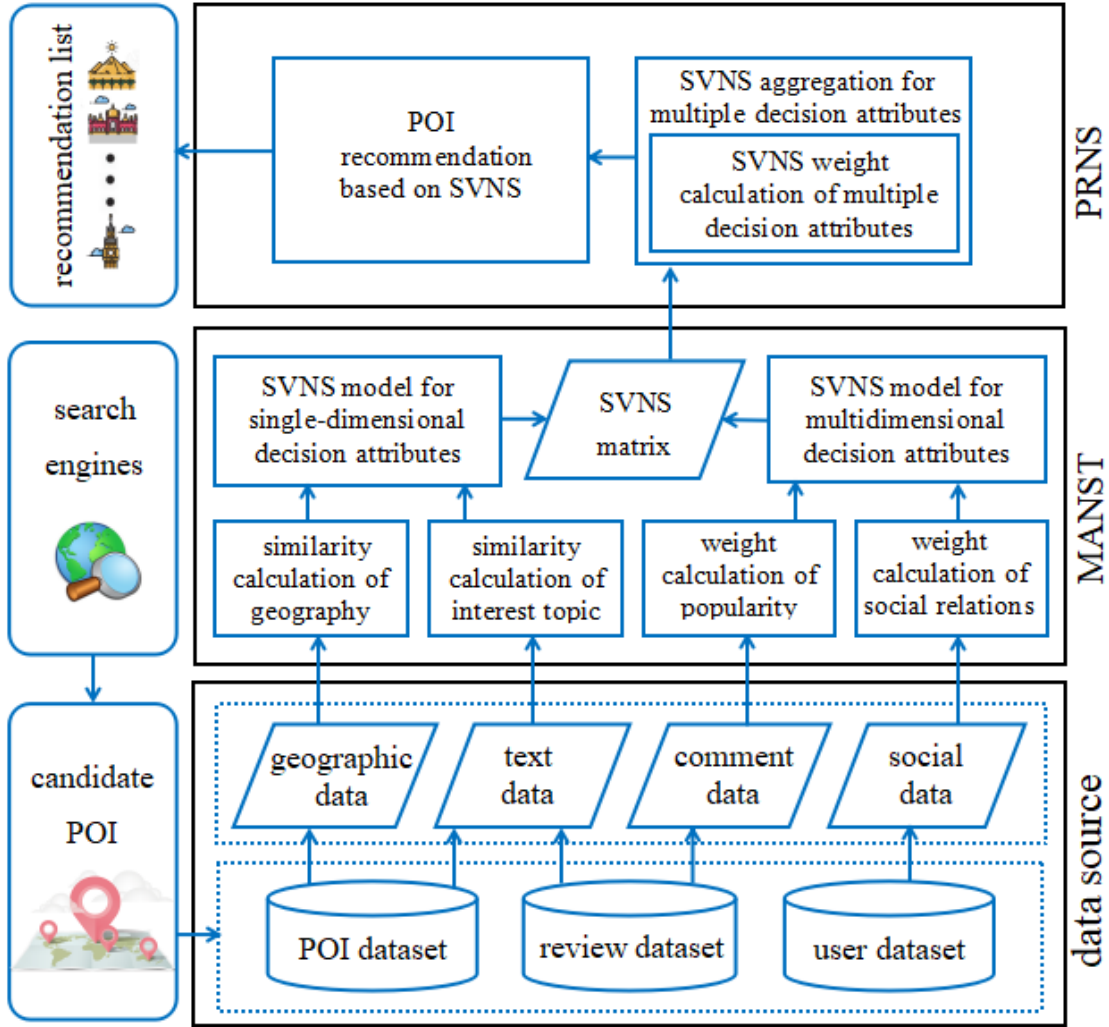 recommendation list
POI
recommendation
based on SVNS
SVNS aggregation for
multiple decision attributes
SVNS weight
calculation of multiple
decision attributes
PRNS
search
engines
SVNS model for
single-dimensional
decision attributes
SVNS
matrix
SVNS model for
multidimensional
decision attributes
similarity
calculation of
geography
similarity
calculation of
interest topic
weight
calculation of
popularity
weight
calculation of
social relations
MANST
candidate
POI
geographic
data
text
data
comment
data
social
data
POI dataset
review dataset
user dataset
data source